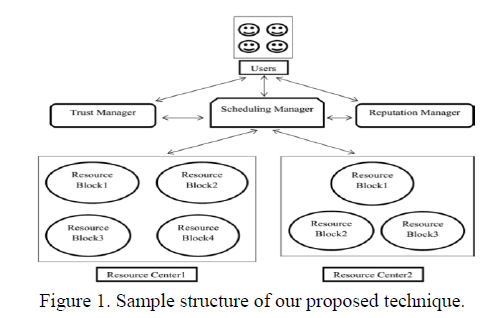 Users
Trust Manager
Scheduling Manager
Reputation Manager
Resource
Block1
Resource
Block2
Resource
Block3
Resource
Block4
Resource Center1
Resource
Block1
Resource
Block2
Resource
Block3
Resource Center2
Figure 1. Sample structure of our proposed technique.